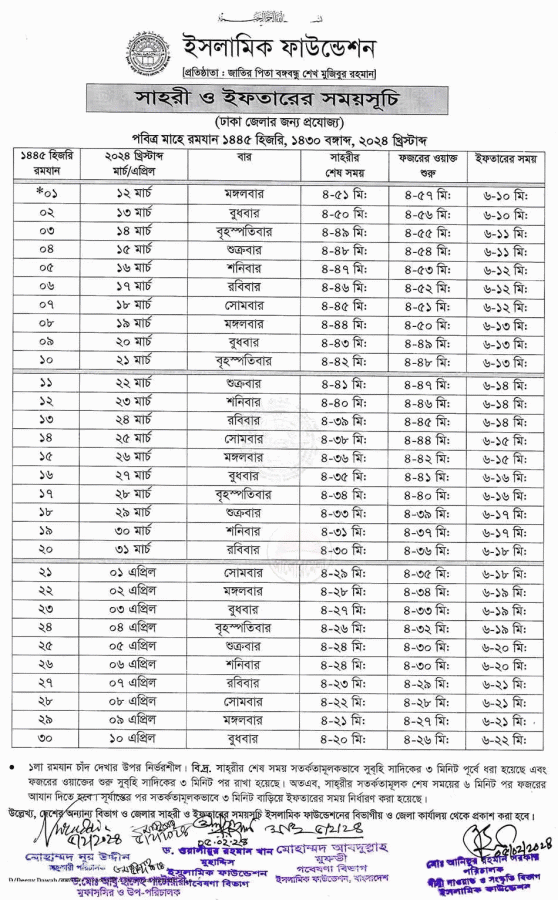 ইসলামিক ফাউন্ডেশন
[প্রতিষ্ঠাতা : জাতির পিতা বঙ্গবন্ধু শেখ মুজিবুর রহমান]
সাহরী ও ইফতারের সময়সূচি
(ঢাকা জেলার জন্য প্রযোজ্য)
পবিত্র মাহে রমযান ১৪৪৫ হিজরি, ১৪৩০ বঙ্গাব্দ, ২০২৪ খ্রিস্টাব্দ
১৪৪৫ হিজরি রমযান ২০২৪ খ্রিস্টাব্দ মার্চ/এপ্রিল বার সাহ্‌রীর শেষ সময় ফজরের ওয়াক্ত শুরু ইফতারের সময়
*০১ ১২ মার্চ মঙ্গলবার ৪-৫১ মি: ৪-৫৭ মি: ৬-১০ মি:
০২ ১৩ মার্চ বুধবার ৪-৫০ মি: ৪-৫৬ মি: ৬-১০ মি:
০৩ ১৪ মার্চ বৃহস্পতিবার ৪-৪৯ মি: ৪-৫৫ মি: ৬-১১ মি:
০৪ ১৫ মার্চ শুক্রবার ৪-৪৮ মি: ৪-৫৪ মি: ৬-১১ মি:
০৫ ১৬ মার্চ শনিবার ৪-৪৭ মি: ৪-৫৩ মি: ৬-১২ মি:
০৬ ১৭ মার্চ রবিবার ৪-৪৬ মি: ৪-৫২ মি: ৬-১২ মি:
০৭ ১৮ মার্চ সোমবার ৪-৪৫ মি: ৪-৫১ মি: ৬-১২ মি:
০৮ ১৯ মার্চ মঙ্গলবার ৪-৪৪ মি: ৪-৫০ মি: ৬-১৩ মি:
০৯ ২০ মার্চ বুধবার ৪-৪৩ মি: ৪-৪৯ মি: ৬-১৩ মি:
১০ ২১ মার্চ বৃহস্পতিবার ৪-৪২ মি: ৪-৪৮ মি: ৬-১৩ মি:
১১ ২২ মার্চ শুক্রবার ৪-৪১ মি: ৪-৪৭ মি: ৬-১৪ মি:
১২ ২৩ মার্চ শনিবার ৪-৪০ মি: ৪-৪৬ মি: ৬-১৪ মি:
১৩ ২৪ মার্চ রবিবার ৪-৩৯ মি: ৪-৪৫ মি: ৬-১৪ মি:
১৪ ২৫ মার্চ সোমবার ৪-৩৮ মি: ৪-৪৪ মি: ৬-১৫ মি:
১৫ ২৬ মার্চ মঙ্গলবার ৪-৩৬ মি: ৪-৪২ মি: ৬-১৫ মি:
১৬ ২৭ মার্চ বুধবার ৪-৩৫ মি: ৪-৪১ মি: ৬-১৬ মি:
১৭ ২৮ মার্চ বৃহস্পতিবার ৪-৩৪ মি: ৪-৪০ মি: ৬-১৬ মি:
১৮ ২৯ মার্চ শুক্রবার ৪-৩৩ মি: ৪-৩৯ মি: ৬-১৭ মি:
১৯ ৩০ মার্চ শনিবার ৪-৩১ মি: ৪-৩৭ মি: ৬-১৭ মি:
২০ ৩১ মার্চ রবিবার ৪-৩০ মি: ৪-৩৬ মি: ৬-১৮ মি:
২১ ০১ এপ্রিল সোমবার ৪-২৯ মি: ৪-৩৫ মি: ৬-১৮ মি:
২২ ০২ এপ্রিল মঙ্গলবার ৪-২৮ মি: ৪-৩৪ মি: ৬-১৯ মি:
২৩ ০৩ এপ্রিল বুধবার ৪-২৭ মি: ৪-৩৩ মি: ৬-১৯ মি:
২৪ ০৪ এপ্রিল বৃহস্পতিবার ৪-২৬ মি: ৪-৩২ মি: ৬-১৯ মি:
২৫ ০৫ এপ্রিল শুক্রবার ৪-২৪ মি: ৪-৩০ মি: ৬-২০ মি:
২৬ ০৬ এপ্রিল শনিবার ৪-২৪ মি: ৪-৩০ মি: ৬-২০ মি:
২৭ ০৭ এপ্রিল রবিবার ৪-২৩ মি: ৪-২৯ মি: ৬-২১ মি:
২৮ ০৮ এপ্রিল সোমবার ৪-২২ মি: ৪-২৮ মি: ৬-২১ মি:
২৯ ০৯ এপ্রিল মঙ্গলবার ৪-২১ মি: ৪-২৭ মি: ৬-২১ মি:
৩০ ১০ এপ্রিল বুধবার ৪-২০ মি: ৪-২৬ মি: ৬-২২ মি:
• ১লা রমযান চাঁদ দেখার উপর নির্ভরশীল। বি.দ্র. সাহ্‌রীর শেষ সময় সতর্কতামূলকভাবে সুব্‌হি সাদিকের ৩ মিনিট পূর্বে ধরা হয়েছে এবং
ফজরের ওয়াক্তের শুরু সুব্‌হি সাদিকের ৩ মিনিট পর রাখা হয়েছে। অতএব, সাহ্‌রীর সতর্কতামূলক শেষ সময়ের ৬ মিনিট পর ফজরের
আযান দিতে হবে। সূর্যাস্তের পর সতর্কতামূলকভাবে ৩ মিনিট বাড়িয়ে ইফতারের সময় নির্ধারণ করা হয়েছে।
উল্লেখ্য, দেশের অন্যান্য বিভাগ ও জেলার সাহরী ও ইফতারের সময়সূচি ইসলামিক ফাউন্ডেশনের বিভাগীয় ও জেলা কার্যালয় থেকে প্রকাশ করা হবে।
মোহাম্মদ নূর উদ্দীন
ড. ওয়ালীয়ুর রহমান খান
মুহাদ্দিস
ইসলামিক ফাউন্ডেশন
মোহাম্মদ আবদুল্লাহ
মুফতী
গবেষণা বিভাগ
ইসলামিক ফাউন্ডেশন, বাংলাদেশ
মোঃ আনিছুর রহমান সরকার
পরিচালক
দীনী দাওয়াত ও সংস্কৃতি বিভাগ
ইসলামিক ফাউন্ডেশন
মুফাসসির ও উপ-পরিচালক